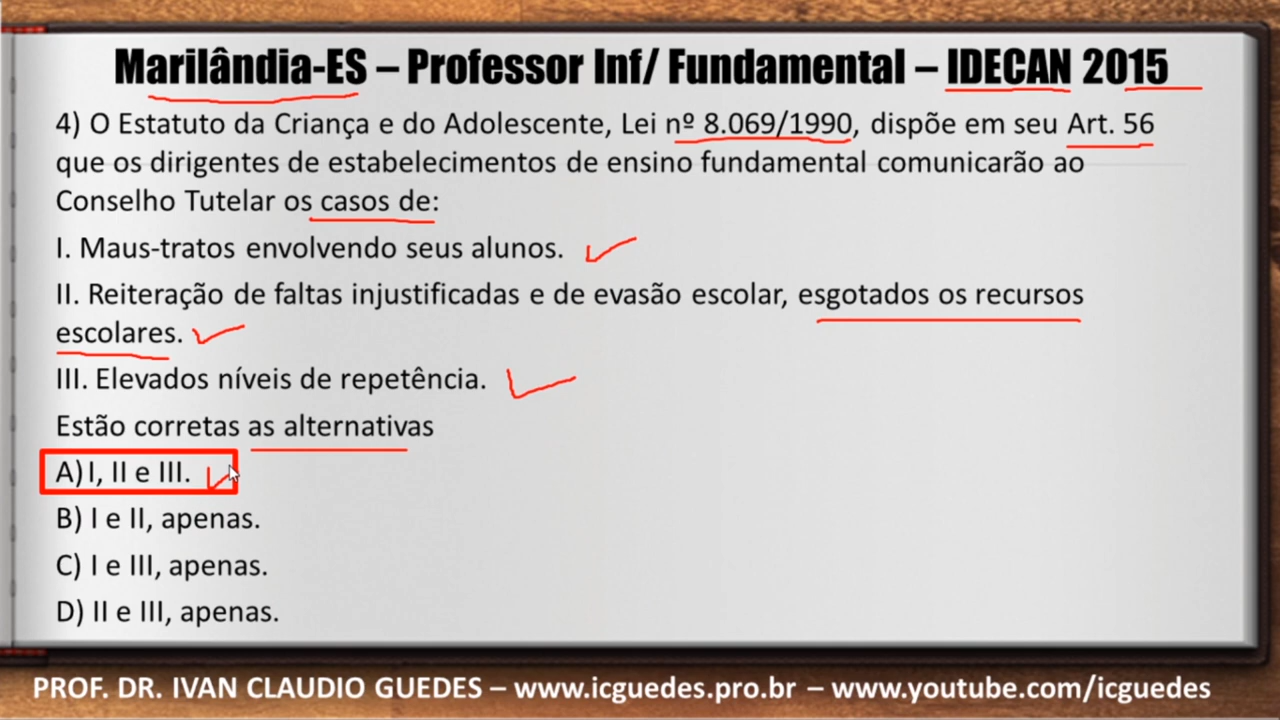 Marilândia-ES – Professor Inf/ Fundamental – IDECAN 2015
4) O Estatuto da Criança e do Adolescente, Lei nº 8.069/1990, dispõe em seu Art. 56
que os dirigentes de estabelecimentos de ensino fundamental comunicarão ao
Conselho Tutelar os casos de:
I. Maus-tratos envolvendo seus alunos.
II. Reiteração de faltas injustificadas e de evasão escolar, esgotados os recursos
escolares.
III. Elevados níveis de repetência.
Estão corretas as alternativas
A) I, II e III.
B) I e II, apenas.
C) I e III, apenas.
D) II e III, apenas.
PROF. DR. IVAN CLAUDIO GUEDES – www.icguedes.pro.br – www.youtube.com/icguedes